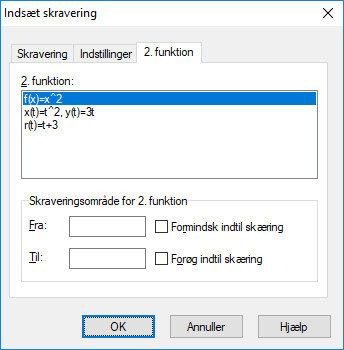 Indsæt skravering
Skravering Indstillinger 2. funktion
2. funktion:
f(x)=x^2
x(t)=t^2, y(t)=3t
r(t)=t+3
Skraveringsområde for 2. funktion
Fra: Formindsk indtil skæring
Til: Forøg indtil skæring
OK Annuller Hjælp